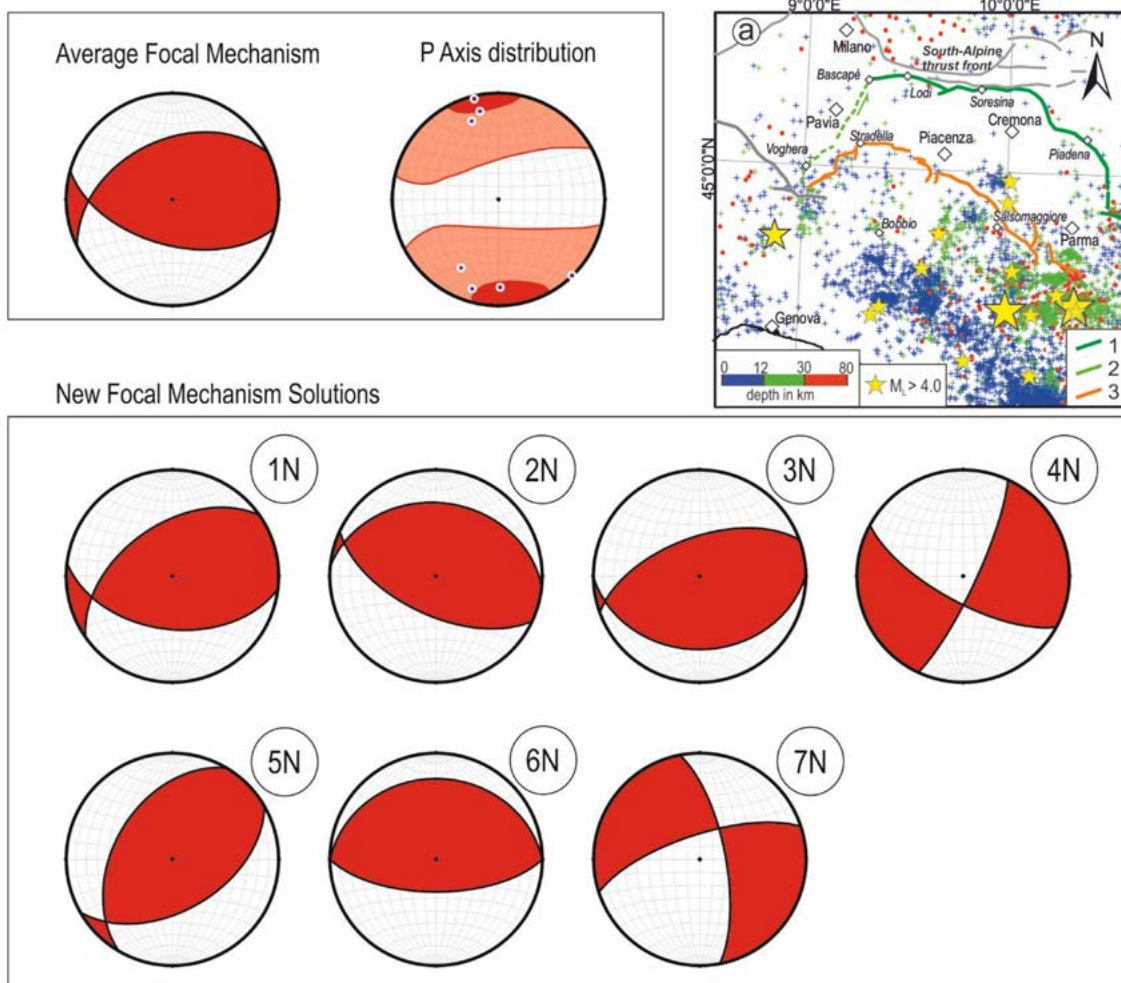 Average Focal Mechanism
P Axis distribution
a
9°0'0"E
10°0'0"E
N
Milano
South-Alpine
thrust front
Bascapé
Lodi
Soresina
Pavia
Cremona
Stradella
Piacenza
Voghera
Piadena
45°0'0"N
Bobbio
Salsomaggiore
Parma
Genova
0 12 30 80
depth in km
M_L > 4.0
1
2
3
New Focal Mechanism Solutions
1N
2N
3N
4N
5N
6N
7N